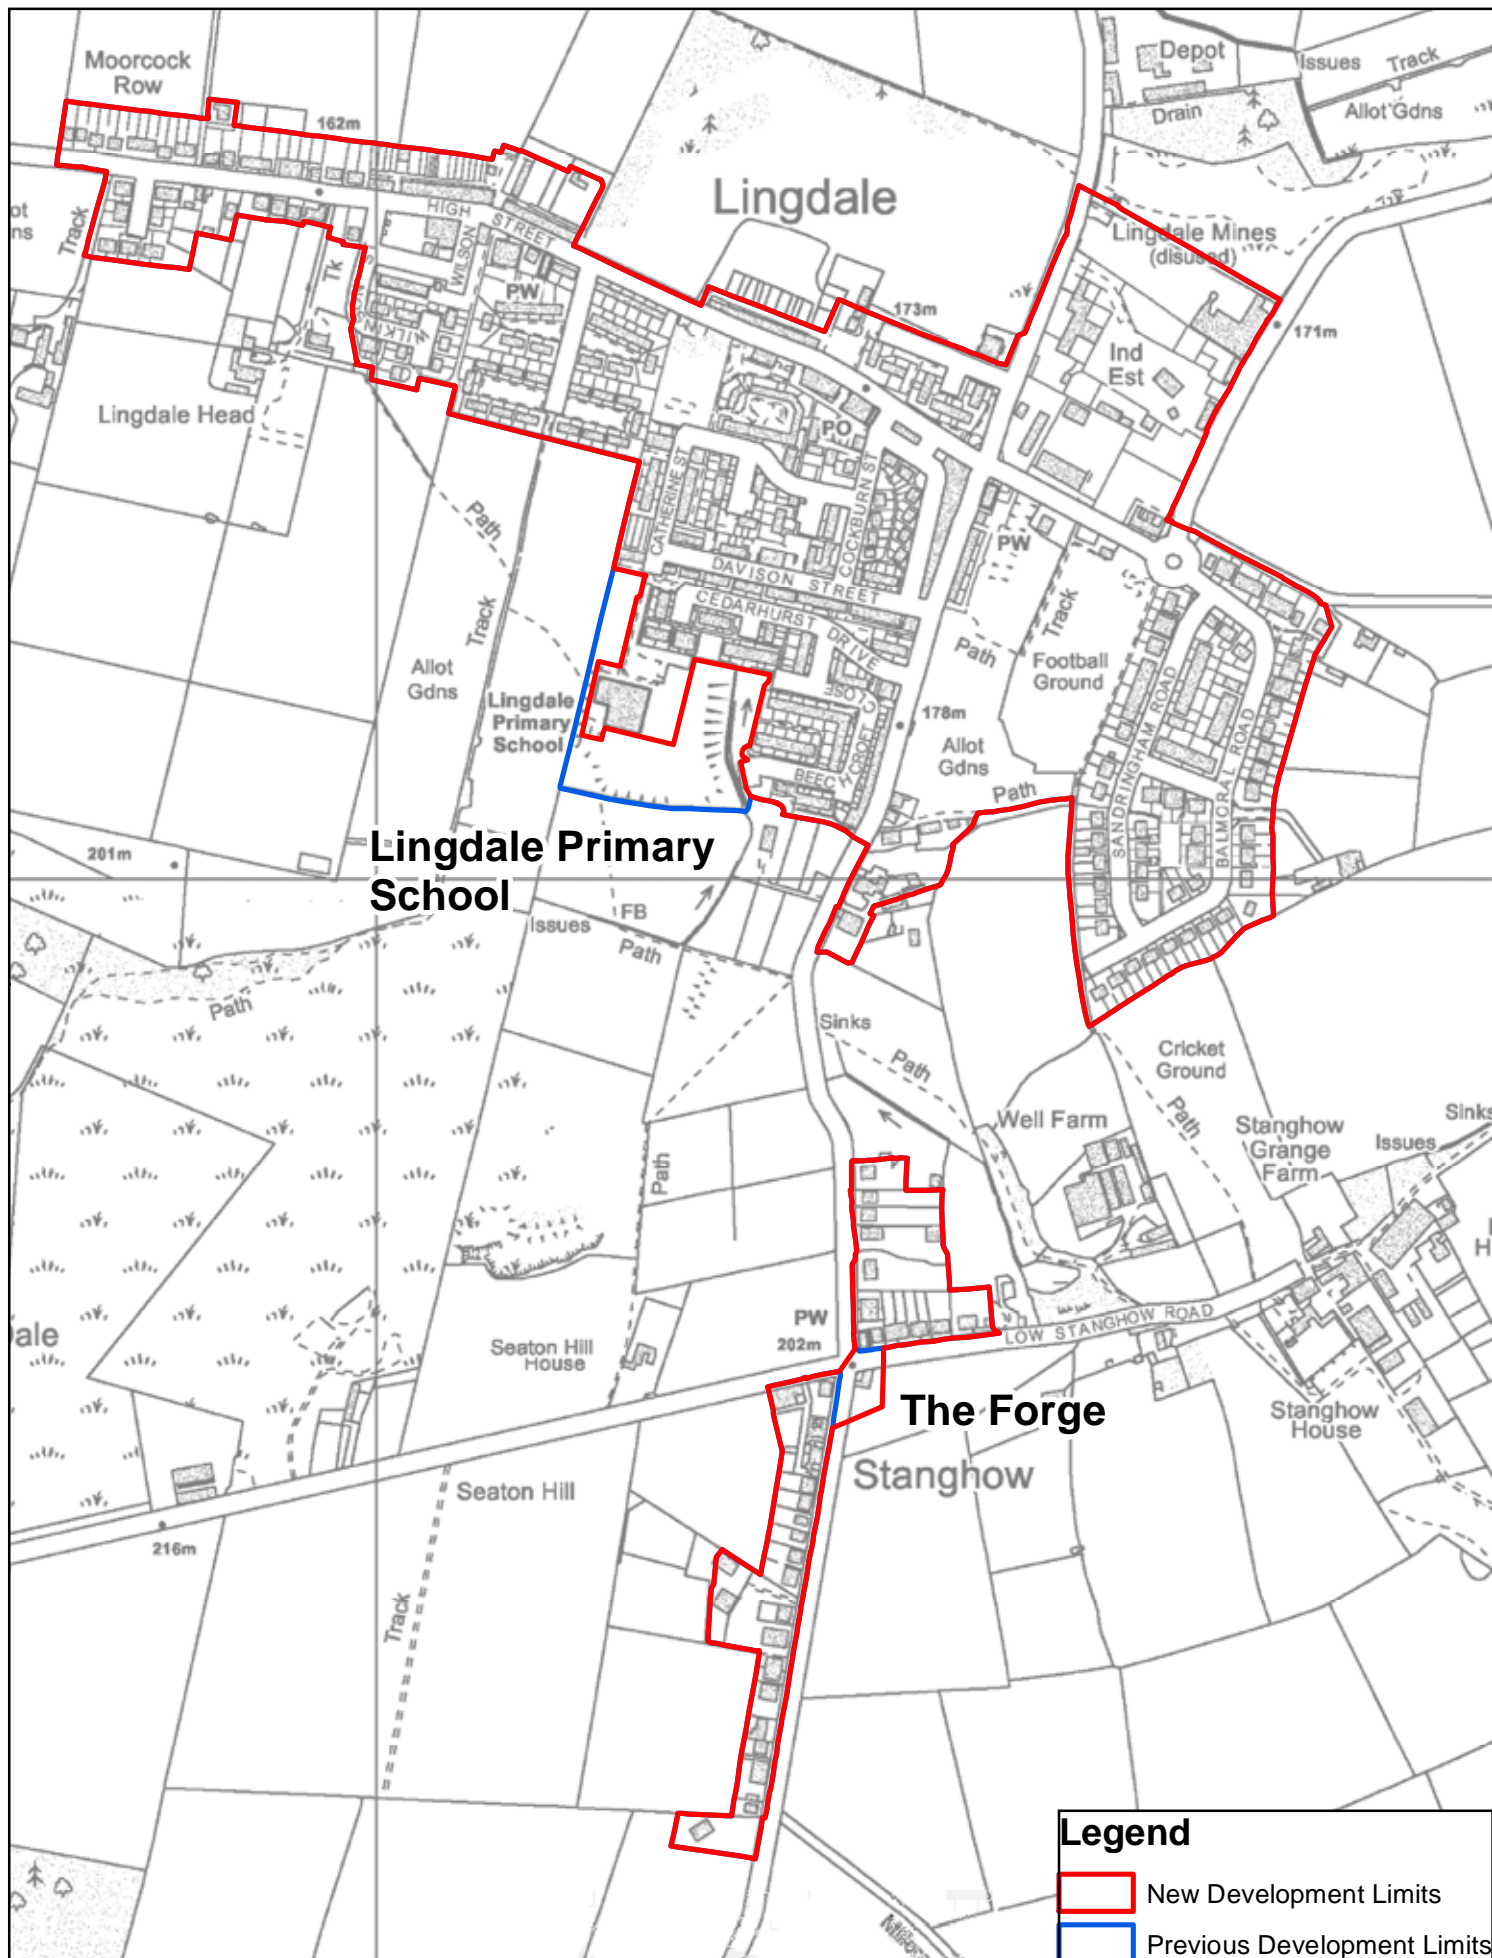 Moorcock
Row
162m
Depot
Issues
Track
Drain
Allot Gdns
Lingdale
Track
HIGH STREET
WILSON
Tk
PW
Lingdale Mines
(disused)
173m
171m
Ind
Est
Lingdale Head
PO
Path
CATHERINE ST
COCKBURN ST
PW
DAVISON STREET
CEDARHURST DRIVE
Track
Track
Path
Football
Ground
Allot
Gdns
Lingdale
Primary
School
CLOSE
BEECHCROFT
178m
Allot
Gdns
Path
SANDRINGHAM ROAD
BALMORAL ROAD
Lingdale Primary
School
201m
Issues
FB
Path
Path
Sinks
Path
Cricket
Ground
Path
Well Farm
Stanghow
Grange
Farm
Issues
Sinks
Path
PW
202m
LOW STANGHOW ROAD
Seaton Hill
House
The Forge
Stanghow
House
Stanghow
Seaton Hill
216m
Track
Legend
New Development Limits
Previous Development Limits